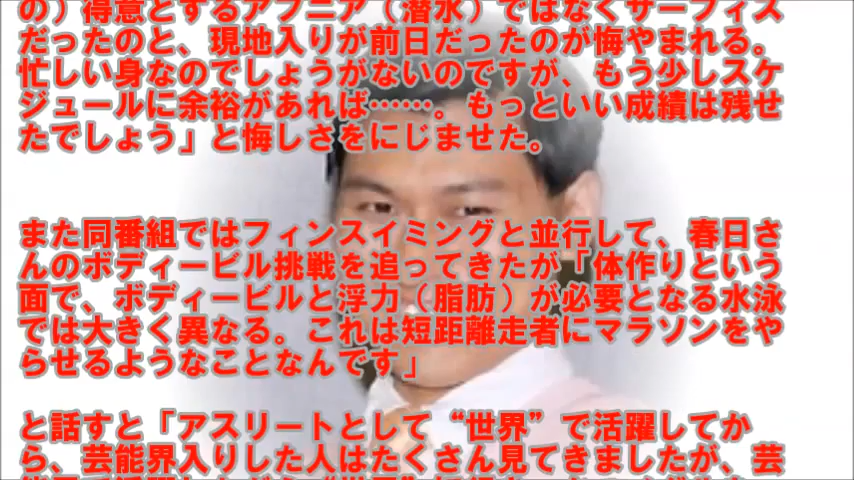 の）得意とするアプニア（潜水）ではなくサーフィス
だったのと、現地入りが前日だったのが悔やまれる。
忙しい身なのでしょうがないのですが、もう少しスケ
ジュールに余裕があれば……。もっといい成績は残せ
たでしょう」と悔しさをにじませた。
また同番組ではフィンスイミングと並行して、春日さ
んのボディービル挑戦を追ってきたが「体作りという
面で、ボディービルと浮力（脂肪）が必要となる水泳
では大きく異なる。これは短距離走者にマラソンをや
らせるようなことなんです」
と話すと「アスリートとして“世界”で活躍してか
ら、芸能界入りした人はたくさん見てきましたが、芸